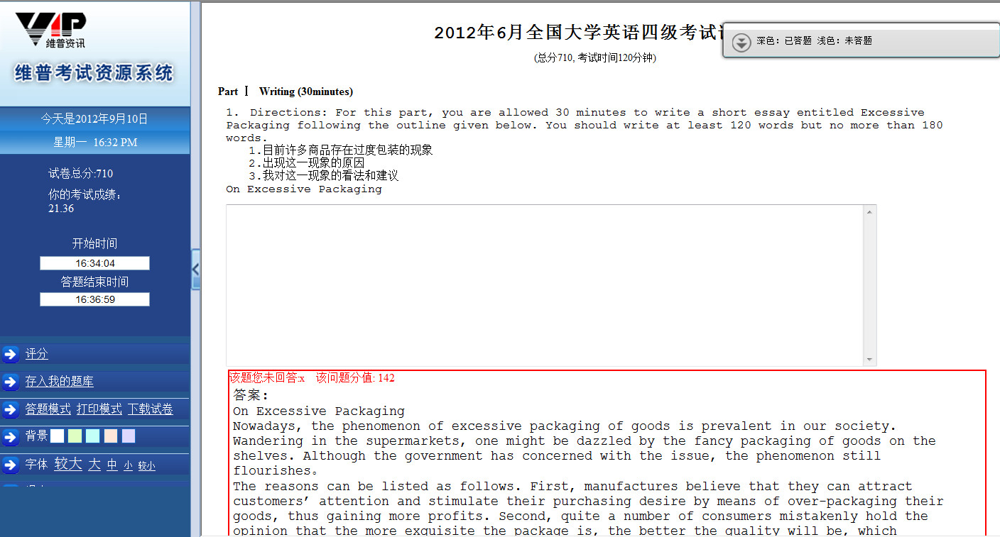 VIP
维普资讯
维普考试资源系统
今天是2012年9月10日
星期一 16:32 PM
试卷总分:710
你的考试成绩:
21.36
开始时间
16:34:04
答题结束时间
16:36:59
评分
存入我的题库
答题模式 打印模式 下载试卷
背景
字体 较大 大 中 小 较小
2012年6月全国大学英语四级考试
深色: 已答题 浅色: 未答题
(总分710, 考试时间120分钟)
Part Ⅰ Writing (30minutes)
1. Directions: For this part, you are allowed 30 minutes to write a short essay entitled Excessive
Packaging following the outline given below. You should write at least 120 words but no more than 180
words.
1.目前许多商品存在过度包装的现象
2.出现这一现象的原因
3.我对这一现象的看法和建议
On Excessive Packaging
该题您未回答:x 该问题分值: 142
答案:
On Excessive Packaging
Nowadays, the phenomenon of excessive packaging of goods is prevalent in our society.
Wandering in the supermarkets, one might be dazzled by the fancy packaging of goods on the
shelves. Although the government has concerned with the issue, the phenomenon still
flourishes。
The reasons can be listed as follows. First, manufactures believe that they can attract
customers’ attention and stimulate their purchasing desire by means of over-packaging their
goods, thus gaining more profits. Second, quite a number of consumers mistakenly hold the
opinion that the more exquisite the package is, the better the quality will be, which